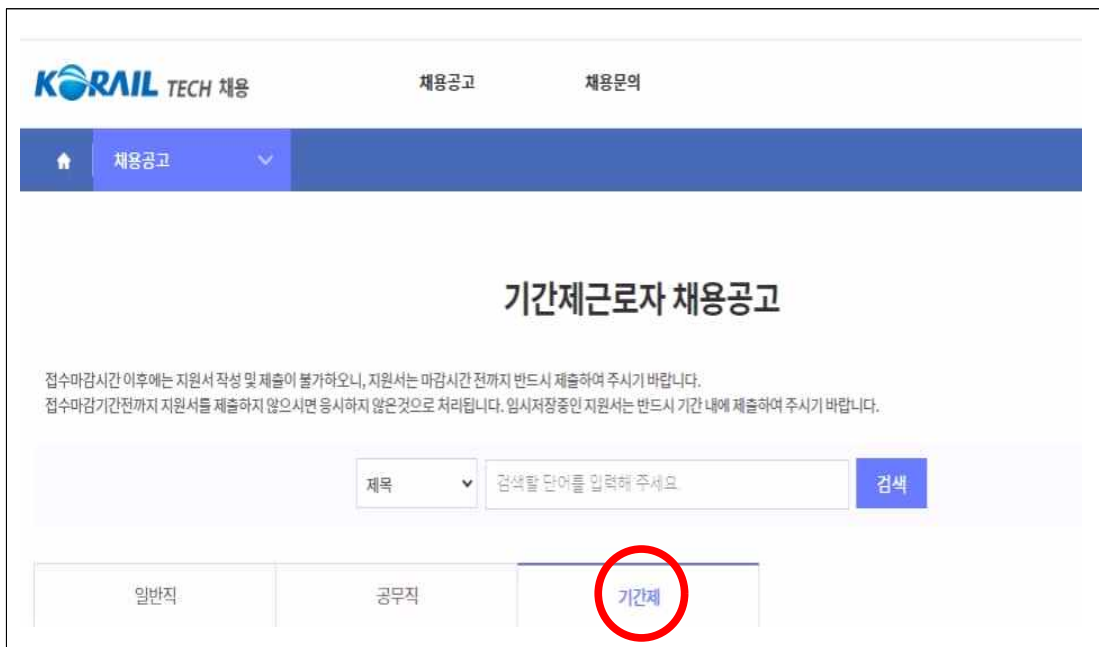 KORAIL TECH 채용
채용공고
채용문의
채용공고
기간제근로자 채용공고
접수마감시간 이후에는 지원서 작성 및 제출이 불가하오니, 지원서는 마감시간 전까지 반드시 제출하여 주시기 바랍니다.
접수마감기간전까지 지원서를 제출하지 않으시면 응시하지 않은것으로 처리됩니다. 임시저장중인 지원서는 반드시 기간 내에 제출하여 주시기 바랍니다.
제목
검색할 단어를 입력해 주세요.
검색
일반직
공무직
기간제